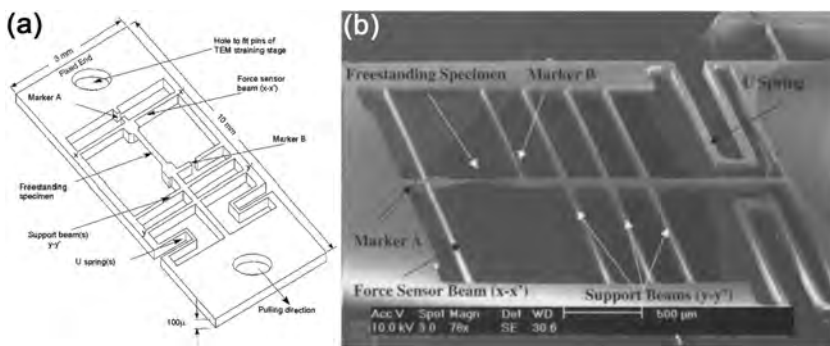 (a)
3 mm
Fixed End
Hole to fit pins of
TEM straining stage
Marker A
Force sensor
beam (x-x')
10 mm
Marker B
Freestanding
specimen
Support beam(s)
y-y'
U spring(s)
100μ
Pulling direction
(b)
Freestanding Specimen
Marker B
U Spring
Marker A
Force Sensor Beam (x-x')
Support Beams (y-y')
Acc V Spot Magn Det WD
10.0 kV 3.0 78x SE 30.6
500 μm